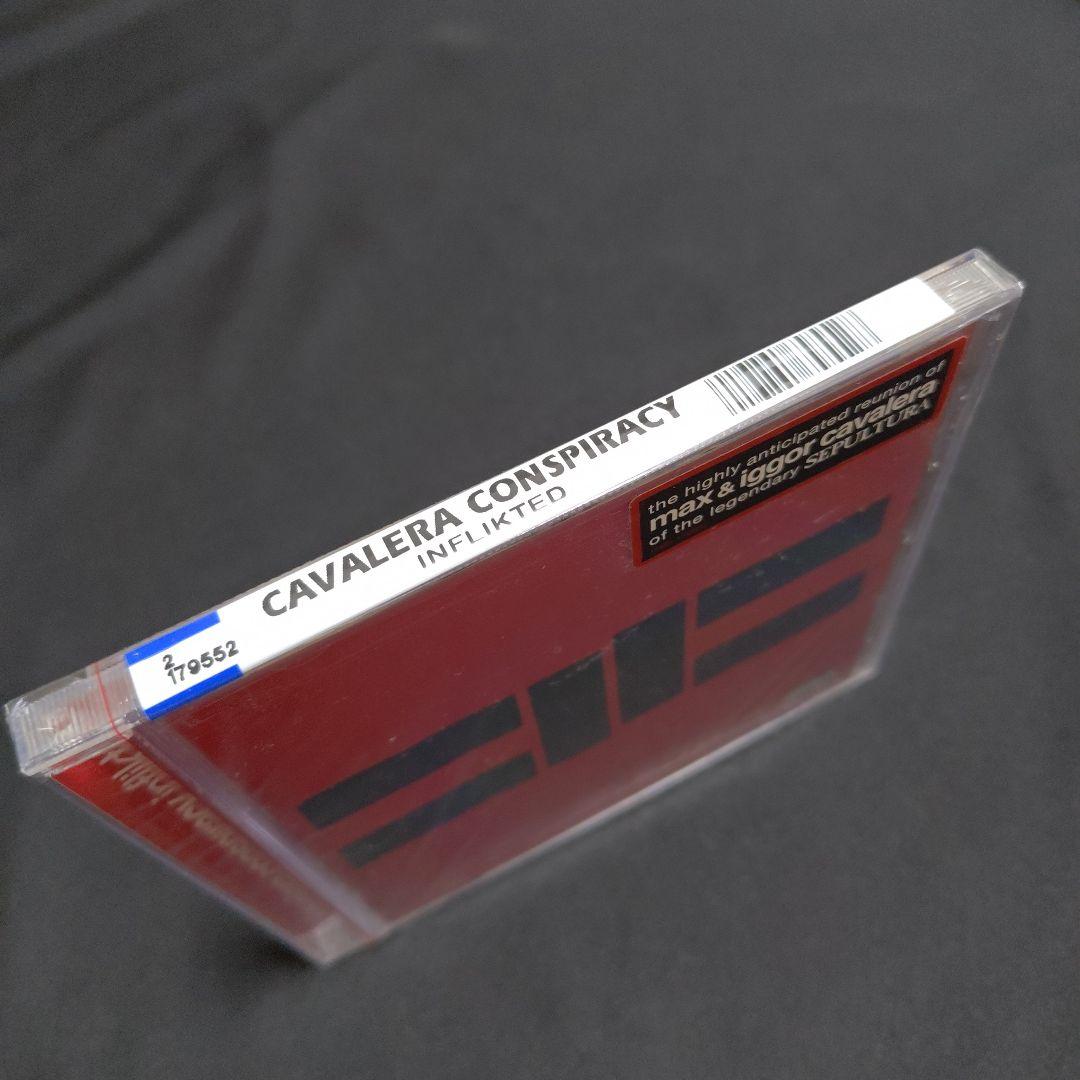 2
179552
CAVALERA CONSPIRACY
INFLIKTED
the highly anticipated reunion of
max & iggor cavalera
of the legendary SEPULTURA